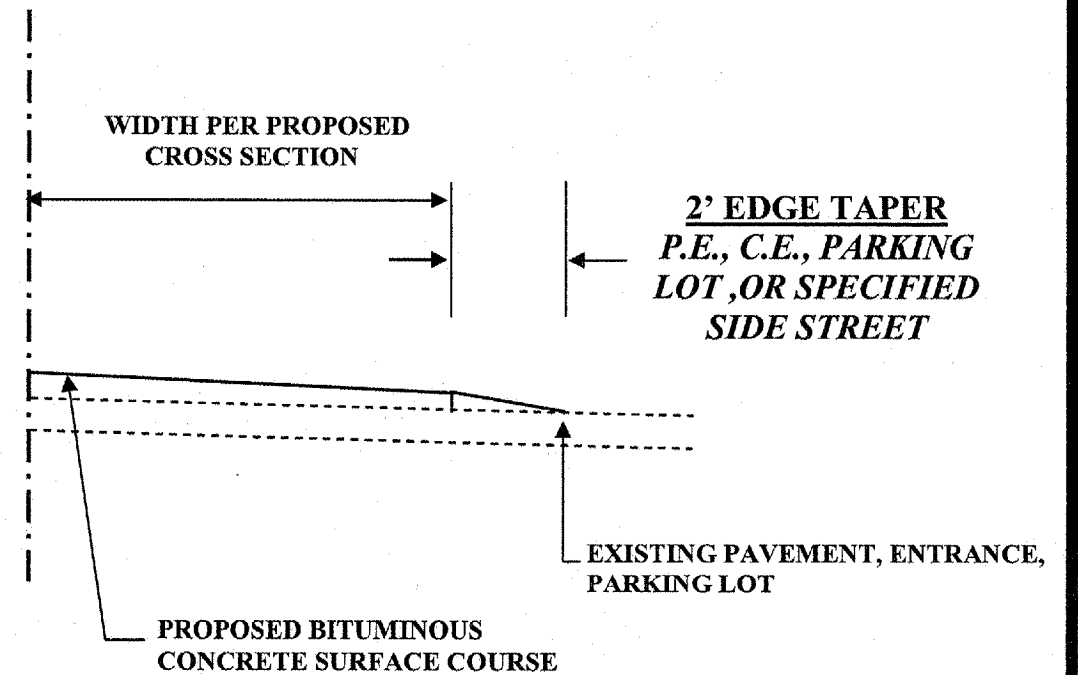 WIDTH PER PROPOSED
CROSS SECTION
2' EDGE TAPER
P.E., C.E., PARKING
LOT ,OR SPECIFIED
SIDE STREET
EXISTING PAVEMENT, ENTRANCE,
PARKING LOT
PROPOSED BITUMINOUS
CONCRETE SURFACE COURSE